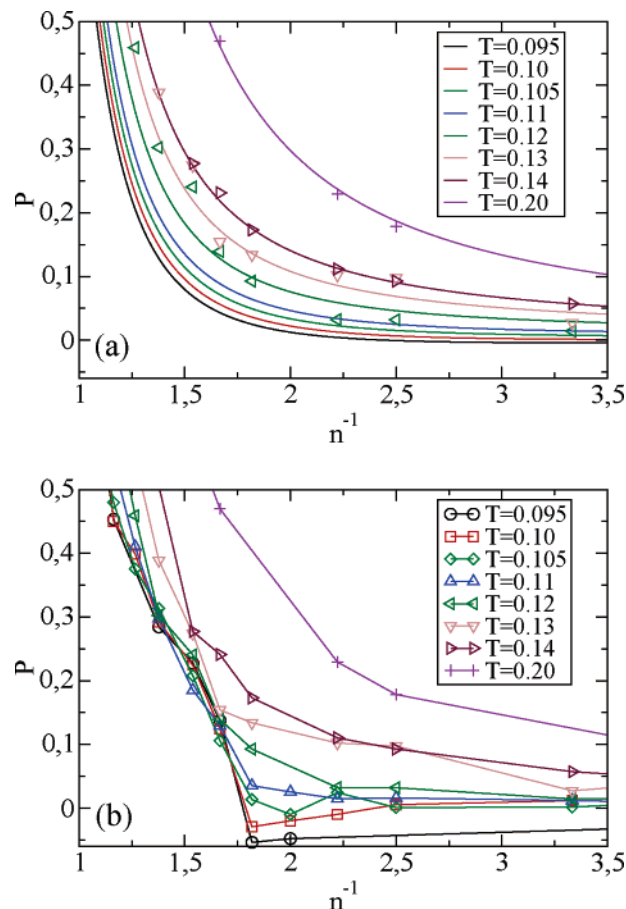 0,5
0,4
0,3
0,2
0,1
0
P
T=0.095
T=0.10
T=0.105
T=0.11
T=0.12
T=0.13
T=0.14
T=0.20
(a)
1 1,5 2 2,5 3 3,5
n-1
0,5
0,4
0,3
0,2
0,1
0
P
T=0.095
T=0.10
T=0.105
T=0.11
T=0.12
T=0.13
T=0.14
T=0.20
(b)
1 1,5 2 2,5 3 3,5
n-1